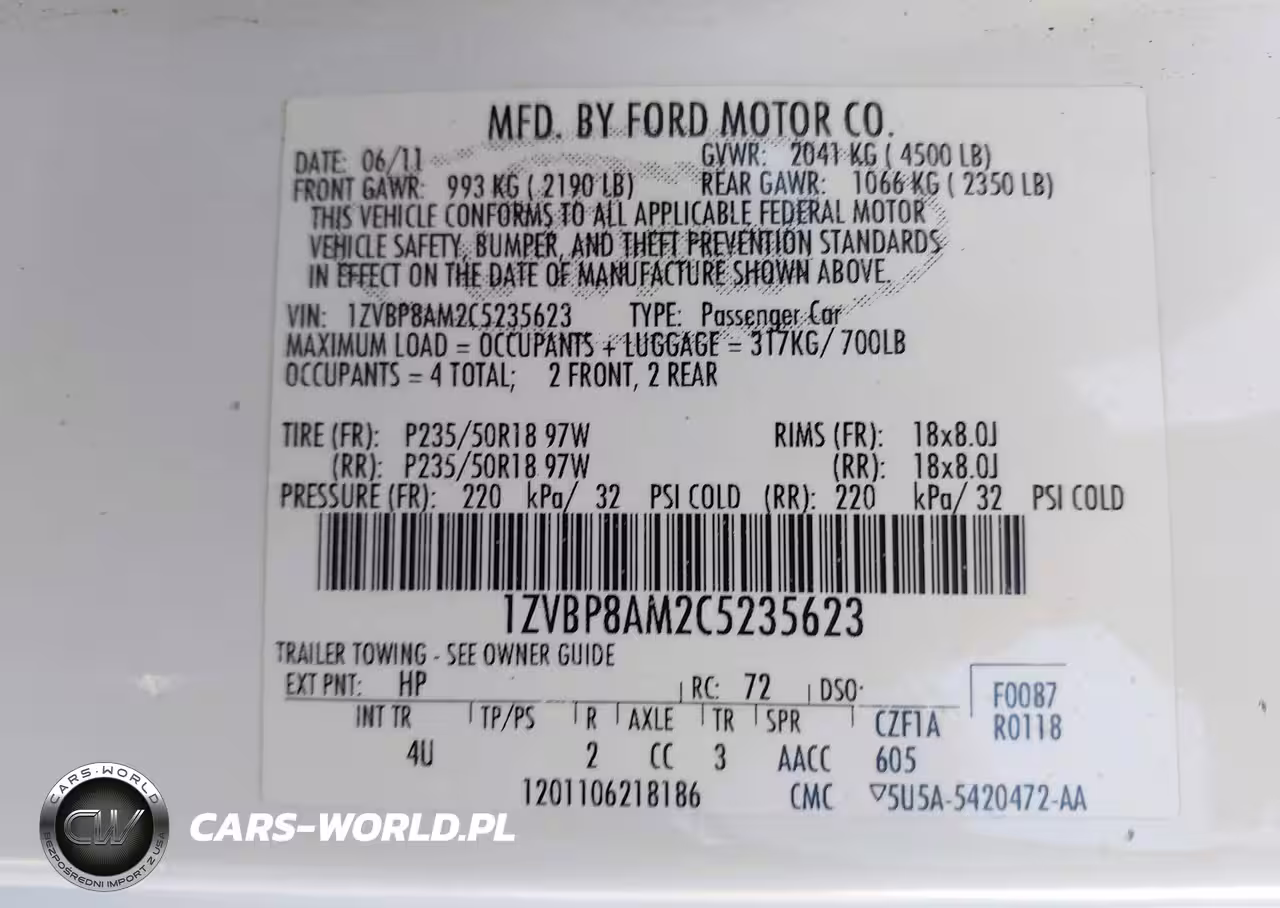 MFD. BY FORD MOTOR CO.
DATE: 06/11 GVWR: 2041 KG ( 4500 LB)
FRONT GAWR: 993 KG ( 2190 LB) REAR GAWR: 1066 KG ( 2350 LB)
THIS VEHICLE CONFORMS TO ALL APPLICABLE FEDERAL MOTOR
VEHICLE SAFETY, BUMPER, AND THEFT PREVENTION STANDARDS
IN EFFECT ON THE DATE OF MANUFACTURE SHOWN ABOVE.
VIN: 1ZVBP8AM2C5235623 TYPE: Passenger Car
MAXIMUM LOAD = OCCUPANTS + LUGGAGE = 317KG/ 700LB
OCCUPANTS = 4 TOTAL; 2 FRONT, 2 REAR
TIRE (FR): P235/50R18 97W RIMS (FR): 18x8.0J
(RR): P235/50R18 97W (RR): 18x8.0J
PRESSURE (FR): 220 kPa/ 32 PSI COLD (RR): 220 kPa/ 32 PSI COLD
1ZVBP8AM2C5235623
TRAILER TOWING - SEE OWNER GUIDE
EXT PNT: HP RC: 72 DSO: F0087
INT TR TP/PS R AXLE TR SPR CZF1A R0118
4U 2 CC 3 AACC 605
1201106218186 CMC ▽5U5A-5420472-AA
CARS-WORLD
CW
BEZPOŚREDNI IMPORT Z USA
CARS-WORLD.PL